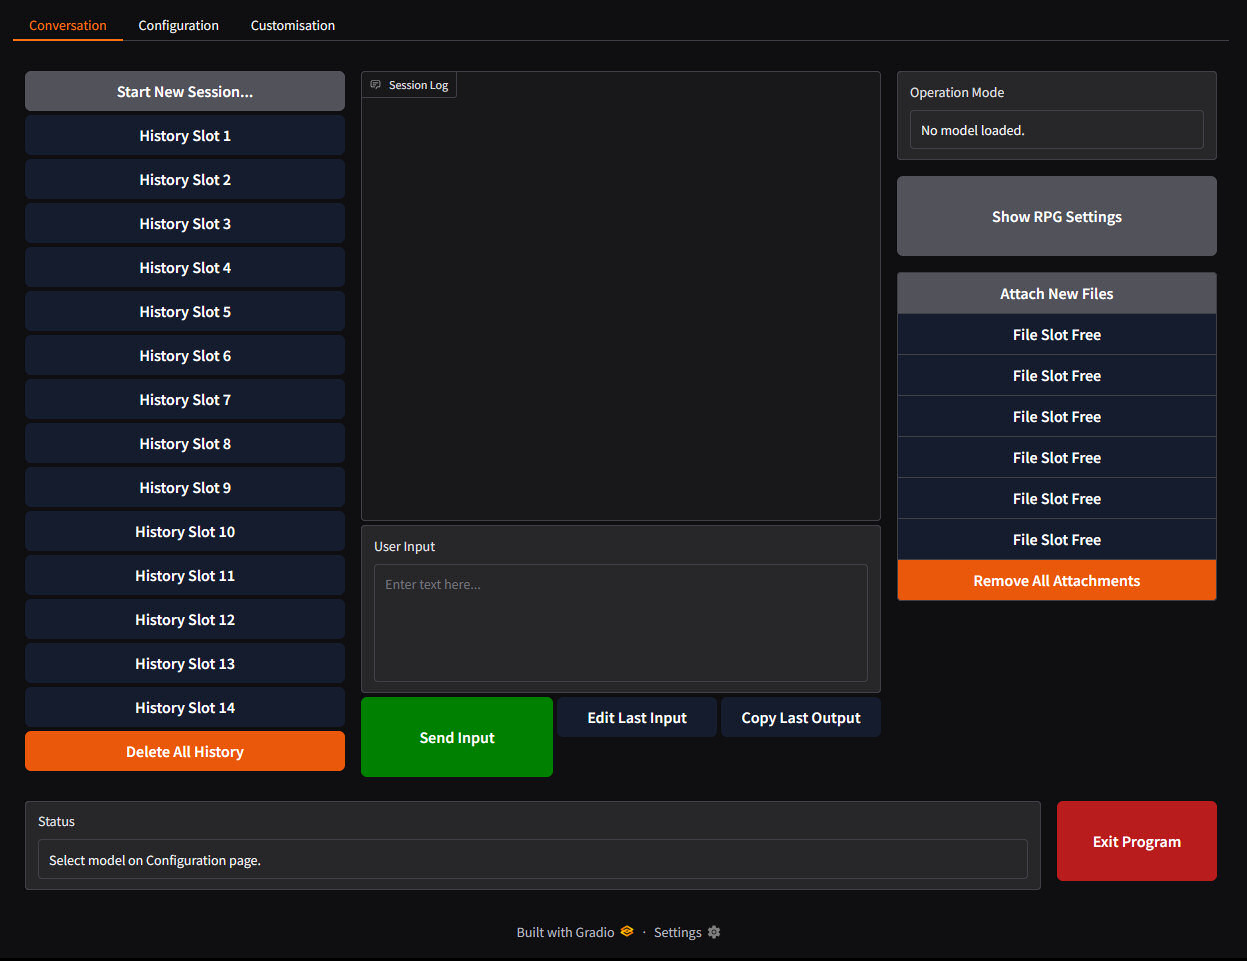 Conversation
Configuration
Customisation
Start New Session...
History Slot 1
History Slot 2
History Slot 3
History Slot 4
History Slot 5
History Slot 6
History Slot 7
History Slot 8
History Slot 9
History Slot 10
History Slot 11
History Slot 12
History Slot 13
History Slot 14
Delete All History
Session Log
User Input
Enter text here...
Send Input
Edit Last Input
Copy Last Output
Operation Mode
No model loaded.
Show RPG Settings
Attach New Files
File Slot Free
File Slot Free
File Slot Free
File Slot Free
File Slot Free
File Slot Free
Remove All Attachments
Status
Select model on Configuration page.
Exit Program
Built with Gradio · Settings